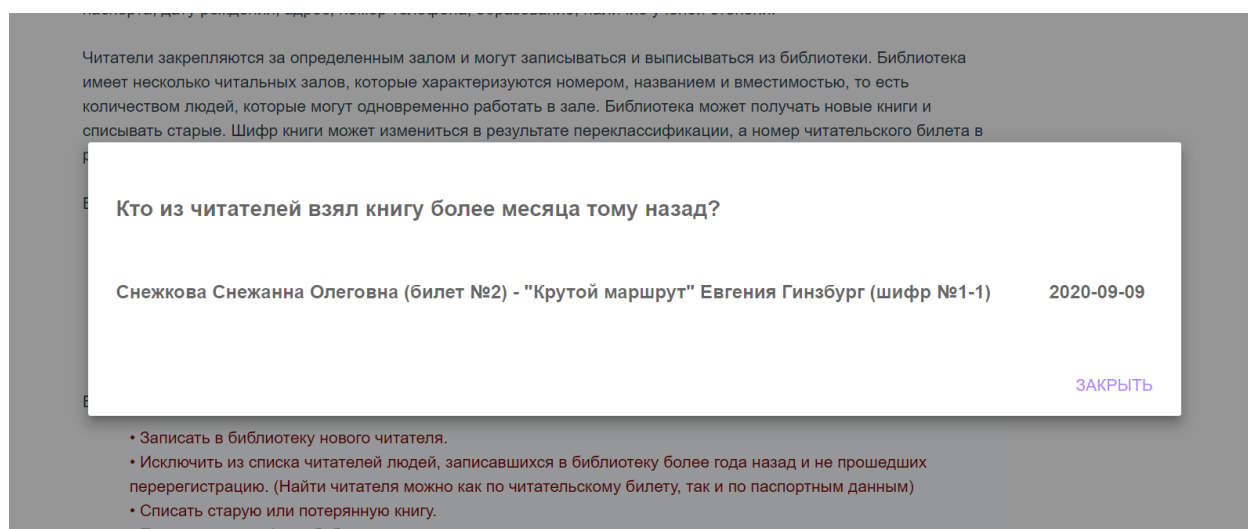 Читатели закрепляются за определенным залом и могут записываться и выписываться из библиотеки. Библиотека
имеет несколько читальных залов, которые характеризуются номером, названием и вместимостью, то есть
количеством людей, которые могут одновременно работать в зале. Библиотека может получать новые книги и
списывать старые. Шифр книги может измениться в результате переклассификации, а номер читательского билета в
Кто из читателей взял книгу более месяца тому назад?
Снежкова Снежанна Олеговна (билет №2) - "Крутой маршрут" Евгения Гинзбург (шифр №1-1) 2020-09-09
ЗАКРЫТЬ
• Записать в библиотеку нового читателя.
• Исключить из списка читателей людей, записавшихся в библиотеку более года назад и не прошедших
перерегистрацию. (Найти читателя можно как по читательскому билету, так и по паспортным данным)
• Списать старую или потерянную книгу.